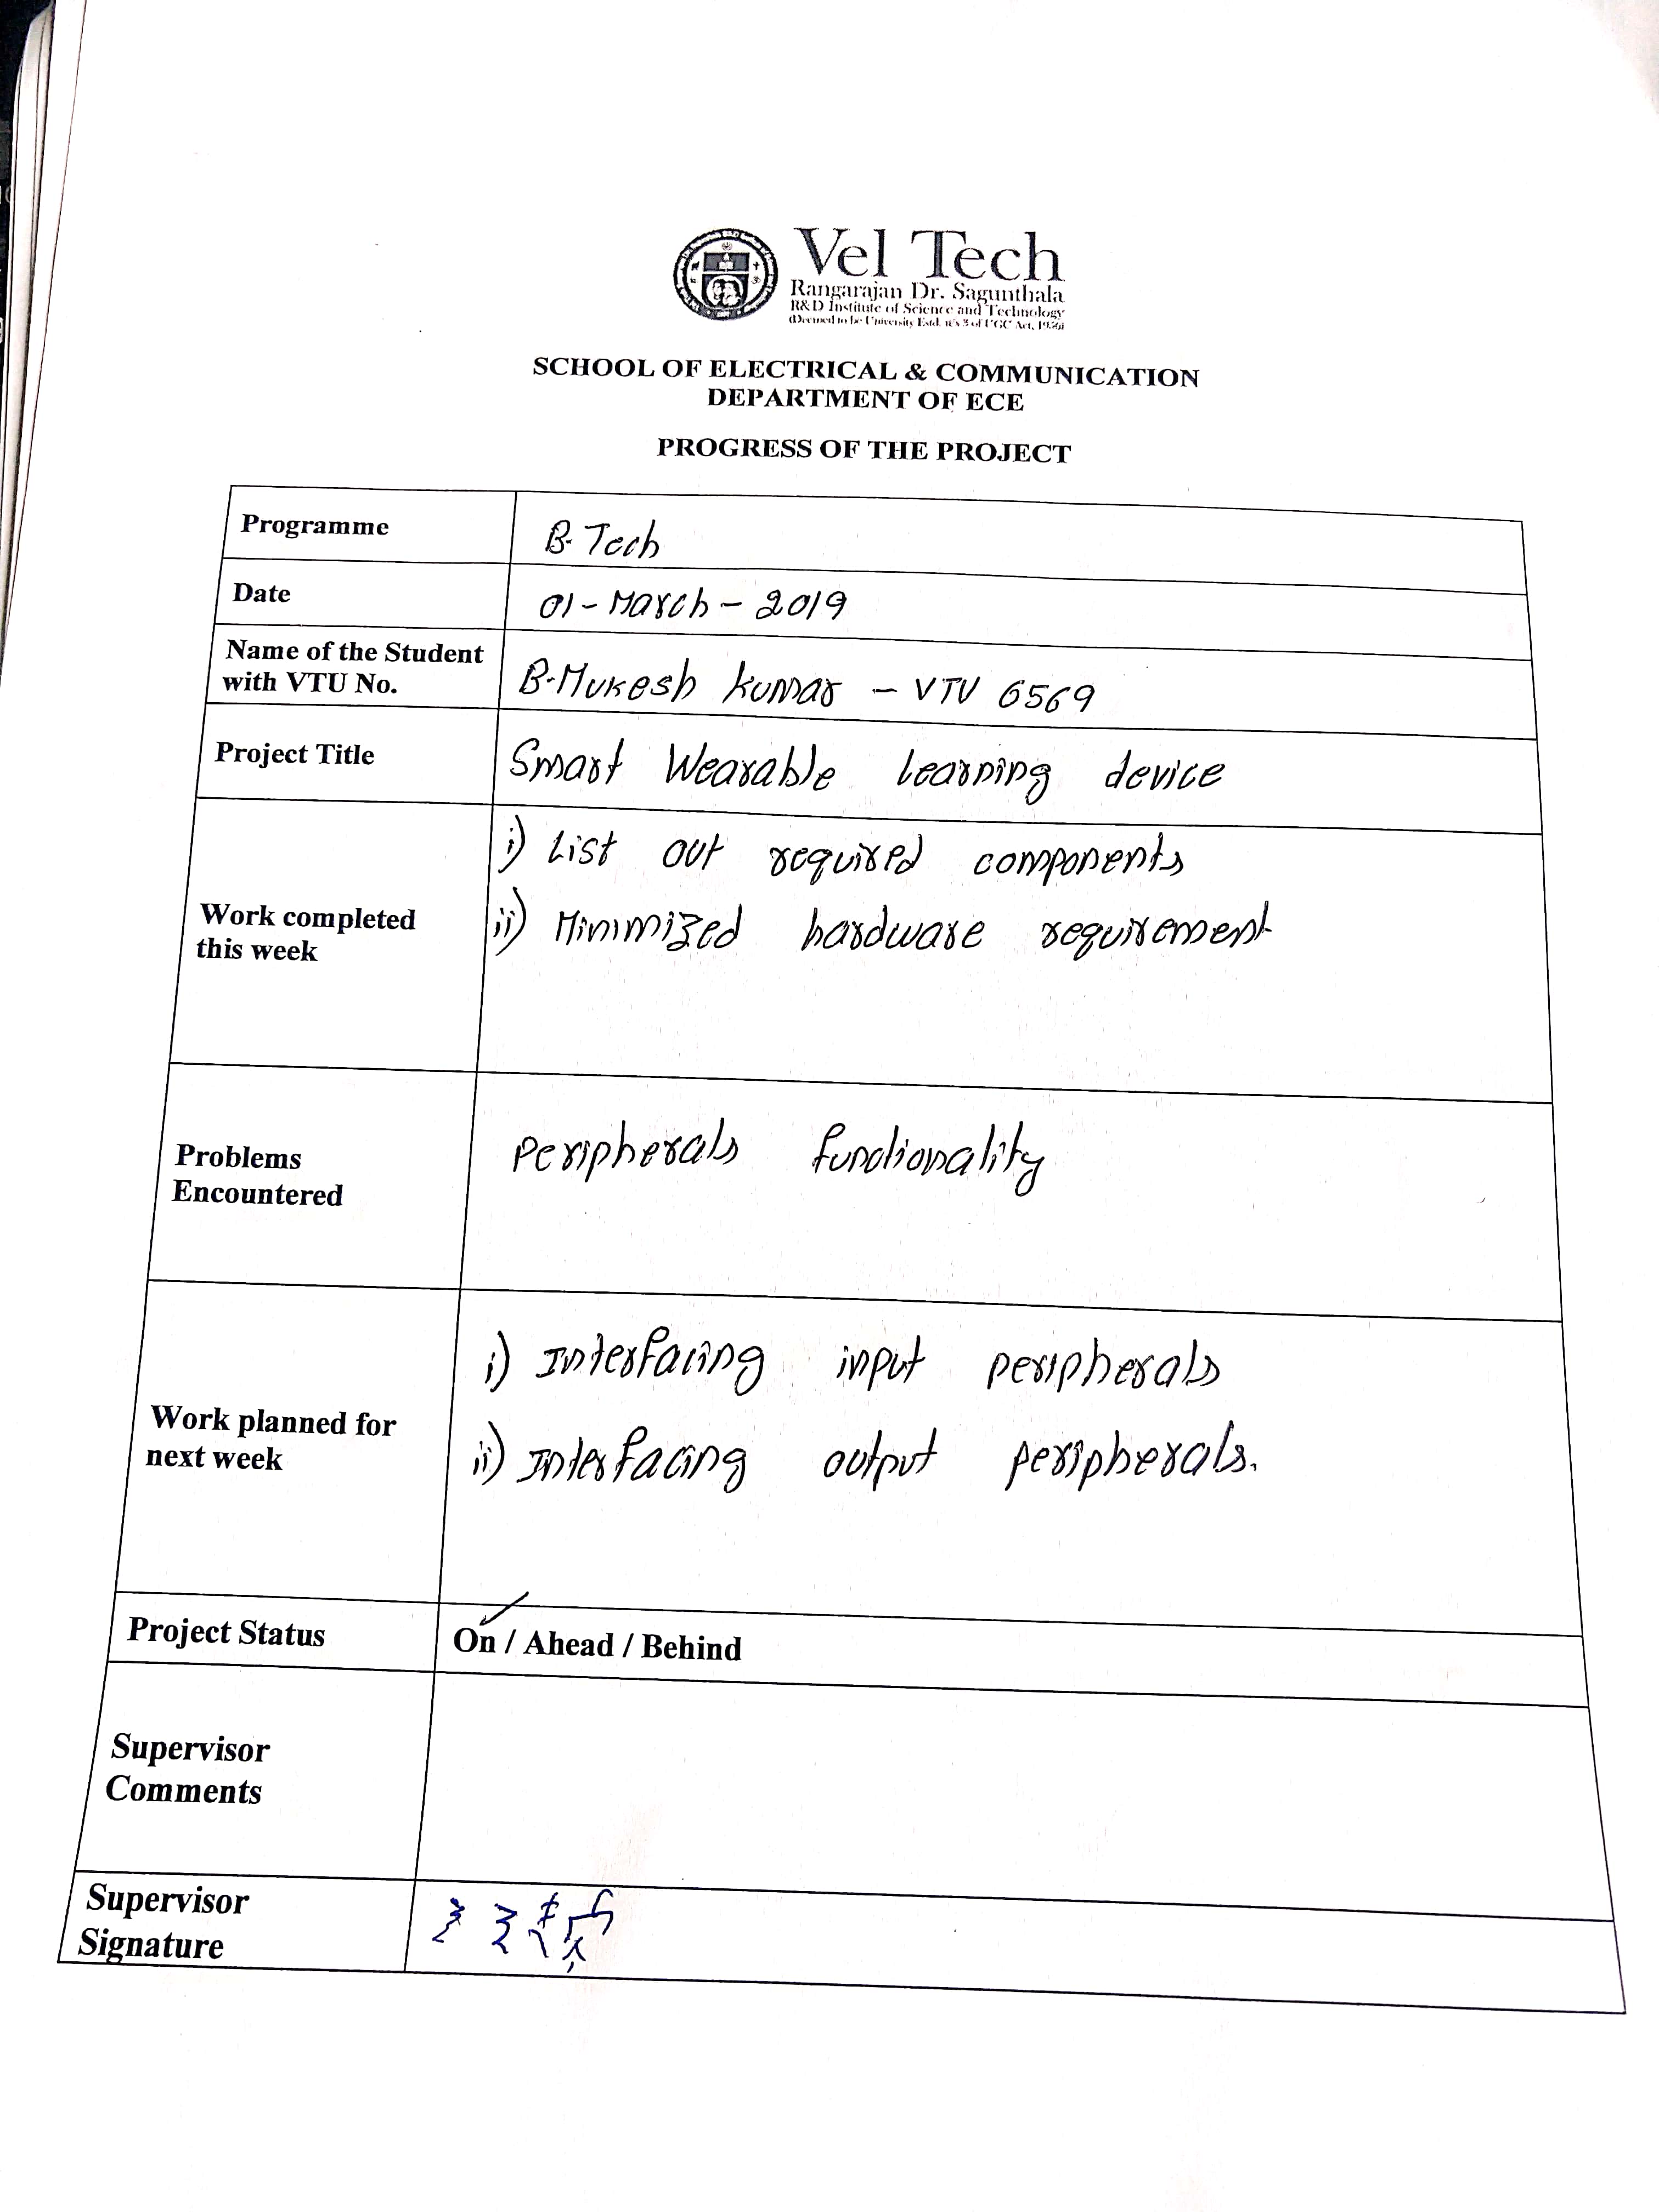 Vel Tech
Rangarajan Dr. Sagunthala
R&D Institute of Science and Technology
(Deemed to be University Estd. u/s 3 of UGC Act, 1956)
SCHOOL OF ELECTRICAL & COMMUNICATION
DEPARTMENT OF ECE
PROGRESS OF THE PROJECT
Programme
B.Tech
Date
01-March-2019
Name of the Student
with VTU No.
B.Mukesh kumar - VTU 6569
Project Title
Smart Wearable learning device
Work completed
this week
i) List out required components
ii) Minimized hardware requirement
Problems
Encountered
Peripherals functionality
Work planned for
next week
i) Interfacing input peripherals
ii) Interfacing output peripherals.
Project Status
On / Ahead / Behind
Supervisor
Comments
Supervisor
Signature